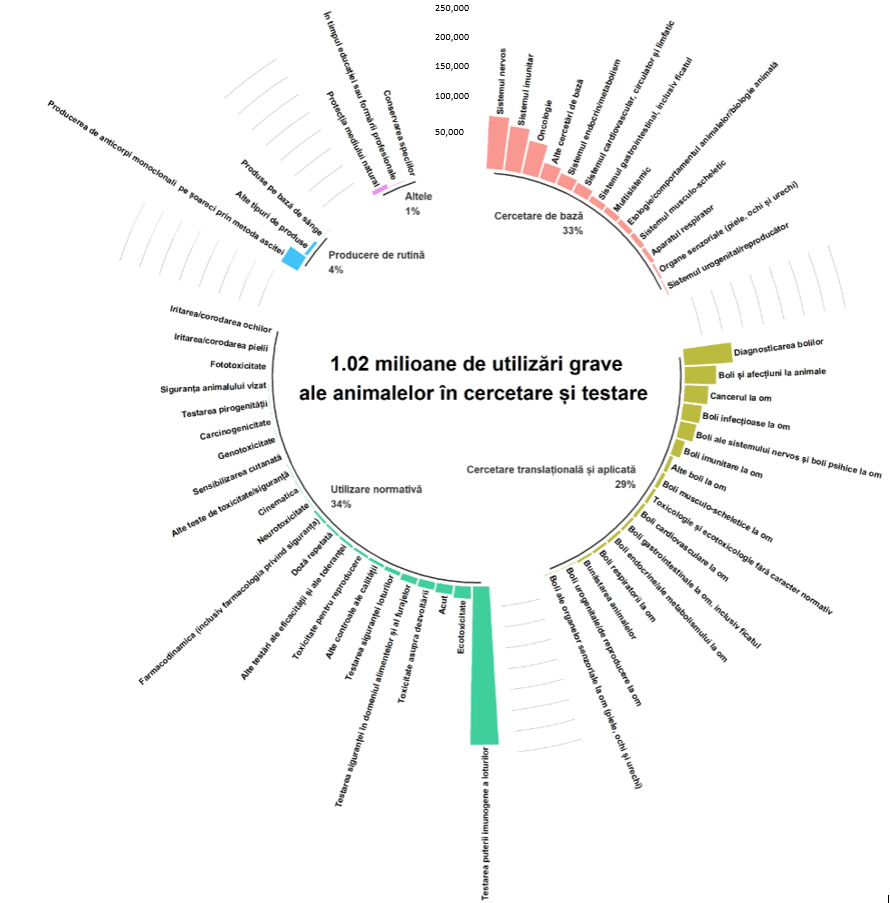 250,000
200,000
150,000
100,000
50,000
Sistemul nervos
Sistemul imunitar
Oncologie
Alte cercetări de bază
Sistemul endocrin/metabolism
Sistemul cardiovascular, circulator și limfatic
Sistemul gastrointestinal, inclusiv ficatul
Multisistemic
Etologie/comportamentul animalelor/biologie animală
Sistemul musculo-scheletic
Aparatul respirator
Organe senzoriale (piele, ochi și urechi)
Sistemul urogenital/reproducător
Cercetare de bază
33%
Diagnosticarea bolilor
Boli și afecțiuni la animale
Cancerul la om
Boli infecțioase la om
Boli ale sistemului nervos și boli psihice la om
Boli imunitare la om
Alte boli la om
Boli musculo-scheletice la om
Toxicologie și ecotoxicologie fără caracter normativ
Boli cardiovasculare la om
Boli gastrointestinale la om, inclusiv ficatul
Boli endocrine/ale metabolismului la om
Boli respiratorii la om
Bunăstarea animalelor
Boli urogenitale/de reproducere la om
Boli ale organelor senzoriale la om (piele, ochi și urechi)
Cercetare translațională și aplicată
29%
Testarea puterii imunogene a loturilor
Ecotoxicitate
Acut
Toxicitate asupra dezvoltării
Testarea siguranței în domeniul alimentelor și al furajelor
Testarea siguranței loturilor
Alte controale ale calității
Toxicitate pentru reproducere
Alte testări ale eficacității și ale toleranței
Doză repetată
Farmacodinamica (inclusiv farmacologia privind siguranța)
Neurotoxicitate
Cinematica
Alte teste de toxicitate/siguranță
Sensibilizarea cutanată
Genotoxicitate
Carcinogenicitate
Testarea pirogenității
Siguranța animalului vizat
Fototoxicitate
Iritarea/corodarea pielii
Iritarea/corodarea ochilor
Utilizare normativă
34%
Producerea de anticorpi monoclonali pe șoareci prin metoda ascitei
Alte tipuri de produse
Produse pe bază de sânge
Producere de rutină
4%
Protecția mediului natural
În timpul educației sau formării profesionale
Conservarea speciilor
Altele
1%
1.02 milioane de utilizări grave
ale animalelor în cercetare și testare